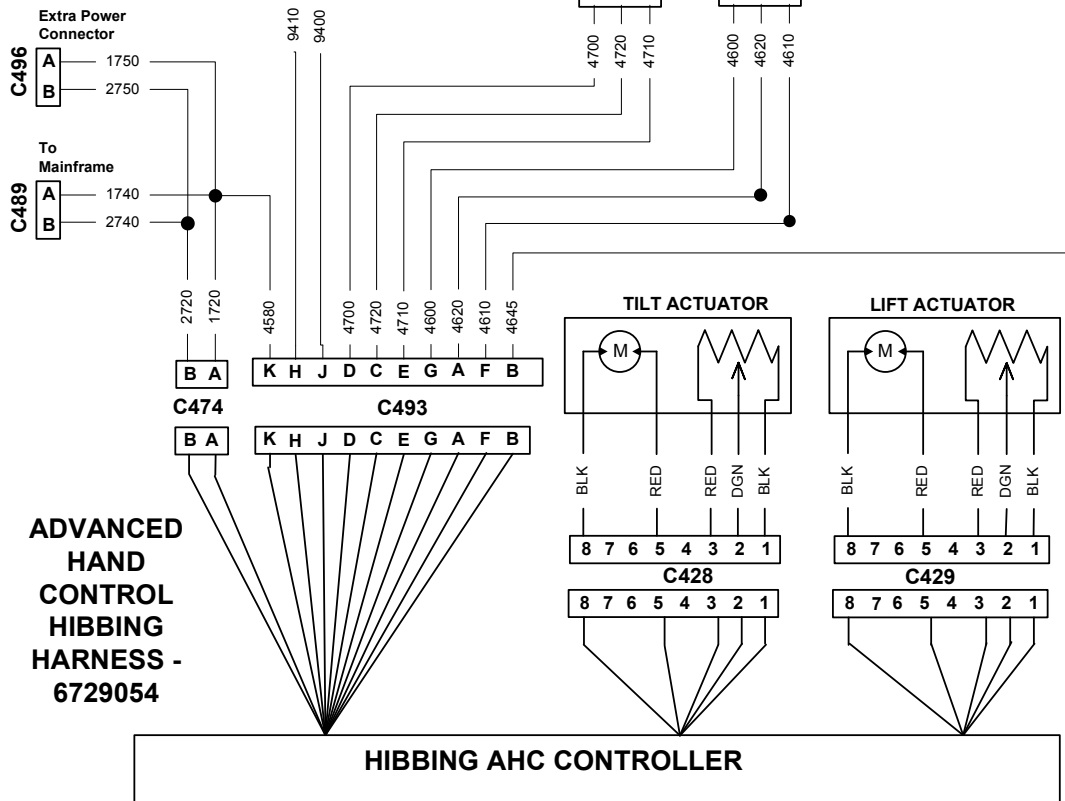 Extra Power
Connector
C496
A 1750
B 2750
9410
9400
4700
4720
4710
4600
4620
4610
To
Mainframe
C489
A 1740
B 2740
2720
1720
4580
4700
4720
4710
4600
4620
4610
4645
B A
K H J D C E G A F B
C474
C493
B A
K H J D C E G A F B
TILT ACTUATOR
M
BLK
RED
RED
DGN
BLK
8 7 6 5 4 3 2 1
C428
8 7 6 5 4 3 2 1
LIFT ACTUATOR
M
BLK
RED
RED
DGN
BLK
8 7 6 5 4 3 2 1
C429
8 7 6 5 4 3 2 1
ADVANCED
HAND
CONTROL
HIBBING
HARNESS -
6729054
HIBBING AHC CONTROLLER